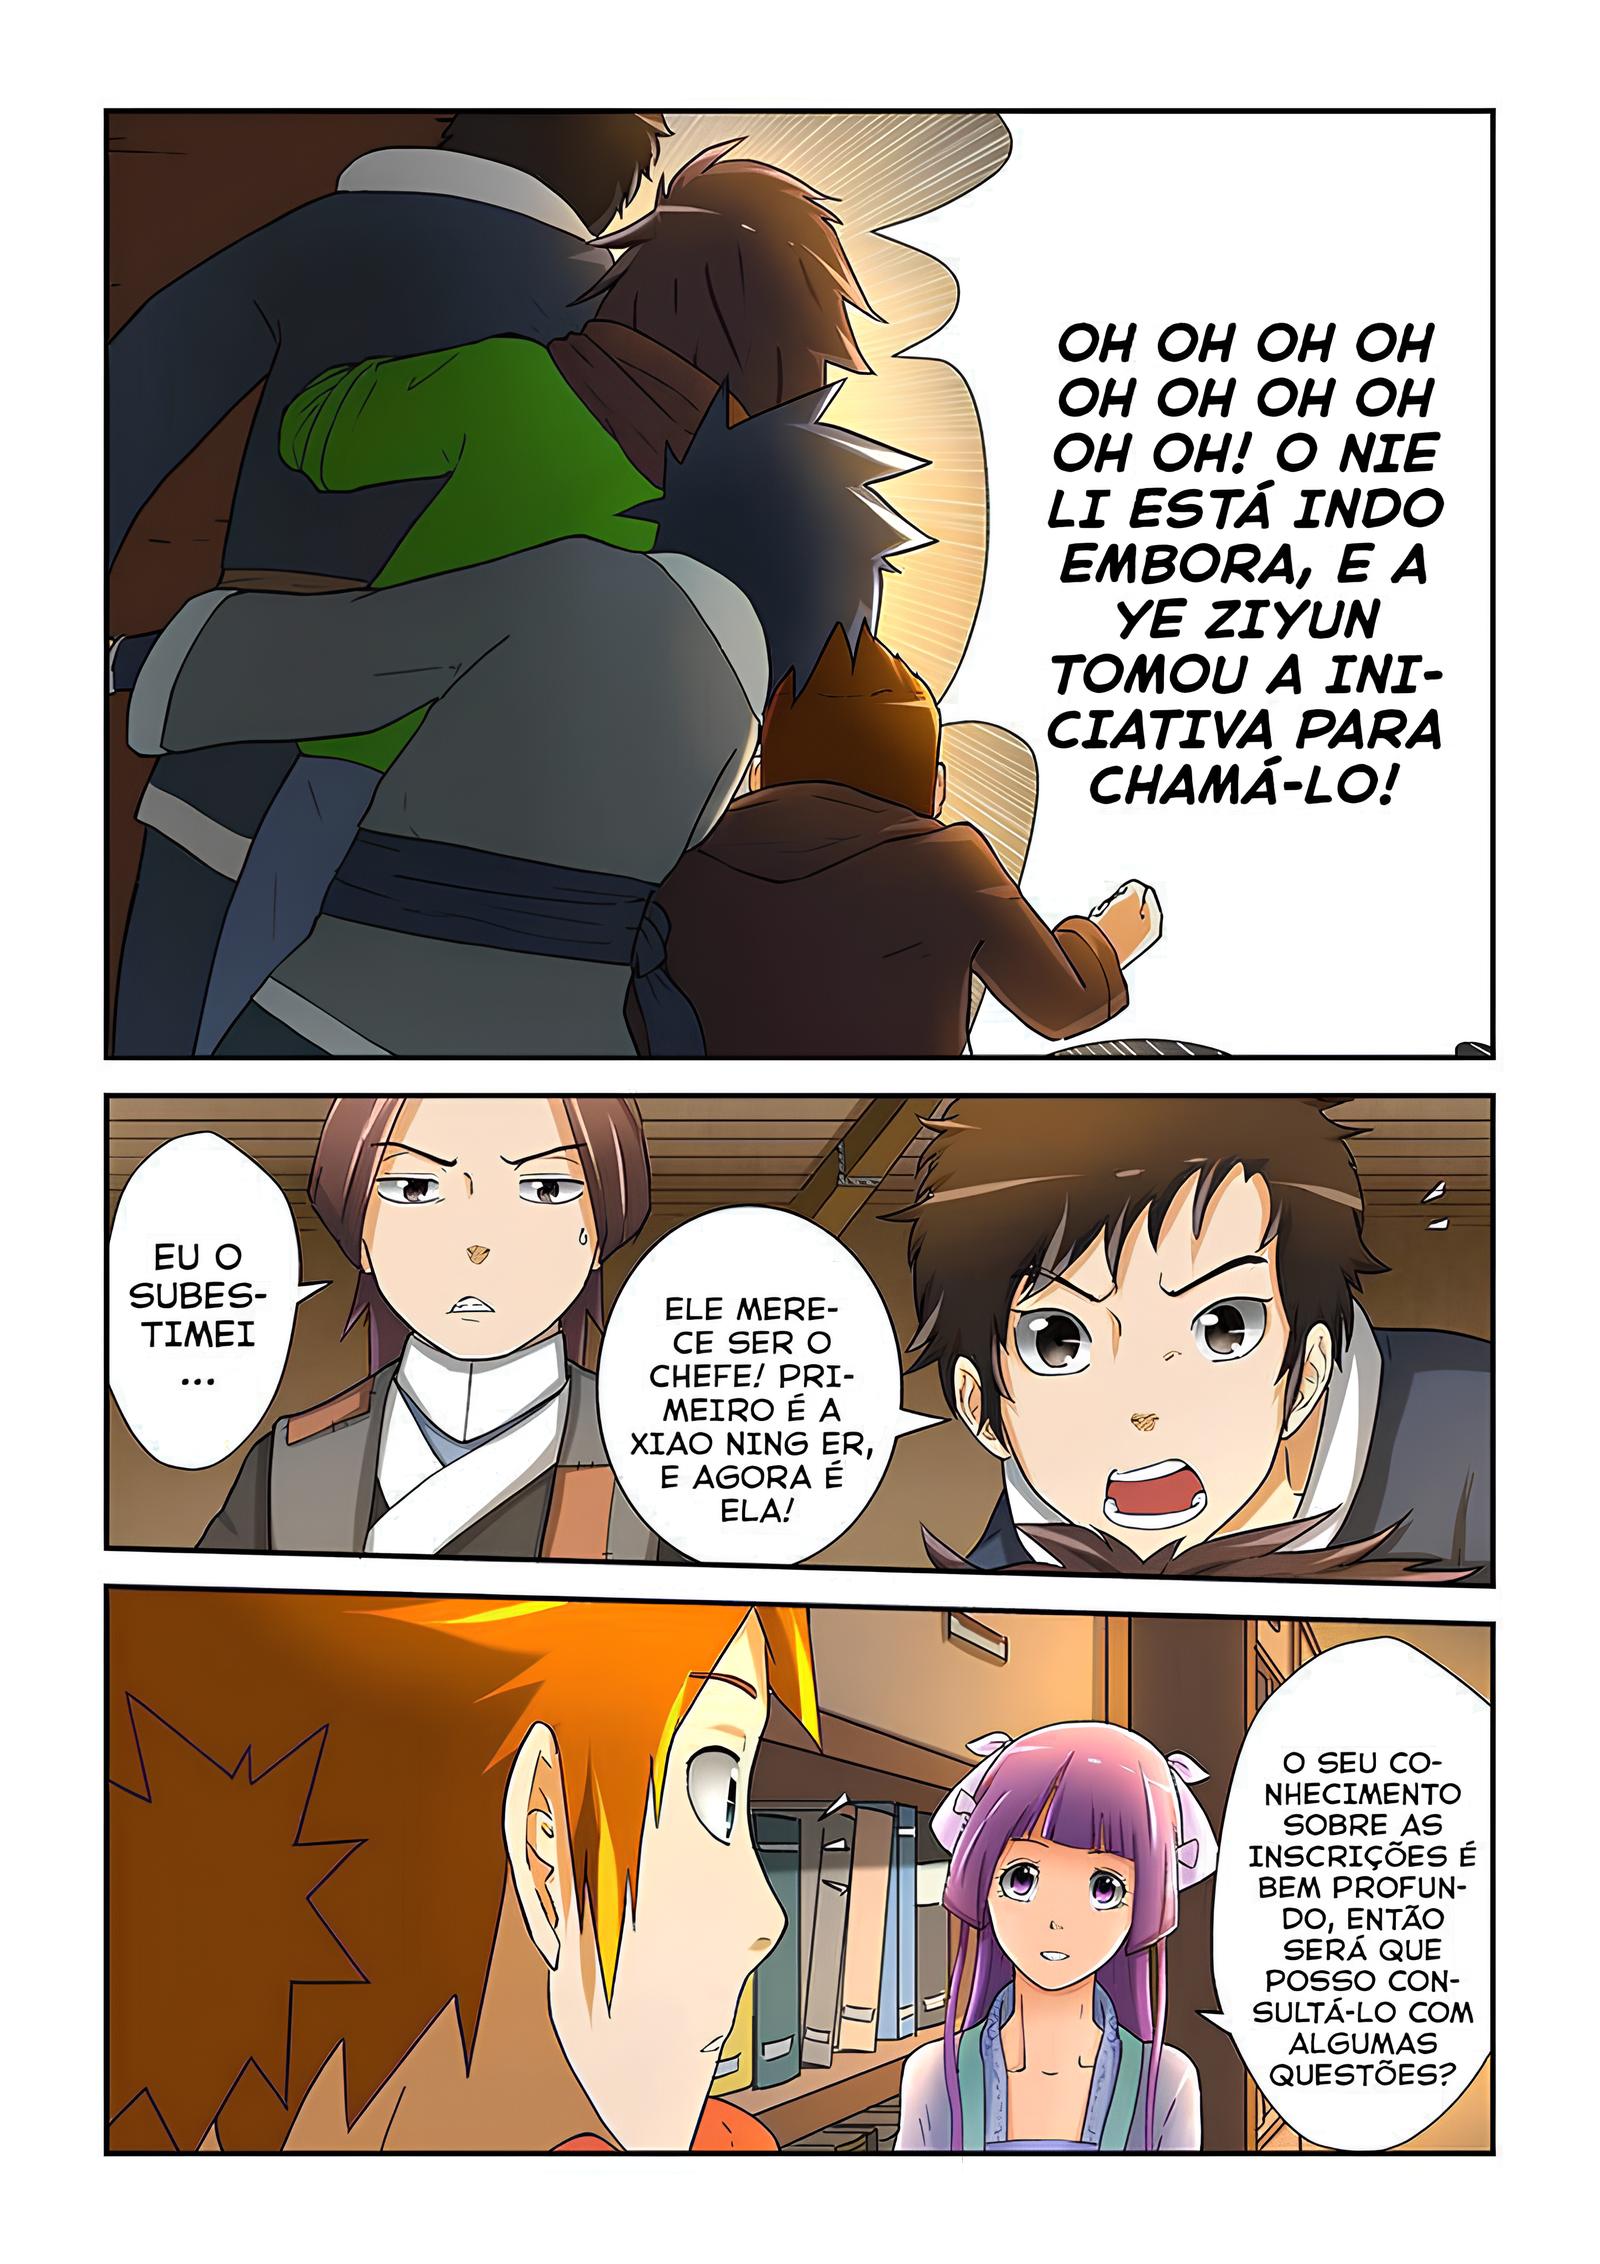 OH OH OH OH
OH OH OH OH
OH OH! O NIE
LI ESTÁ INDO
EMBORA, E A
YE ZIYUN
TOMOU A INI-
CIATIVA PARA
CHAMÁ-LO!
EU O
SUBES-
TIMEI
...
ELE MERE-
CE SER O
CHEFE! PRI-
MEIRO É A
XIAO NING ER,
E AGORA É
ELA!
O SEU CO-
NHECIMENTO
SOBRE AS
INSCRIÇÕES É
BEM PROFUN-
DO, ENTÃO
SERÁ QUE
POSSO CON-
SULTÁ-LO COM
ALGUMAS
QUESTÕES?